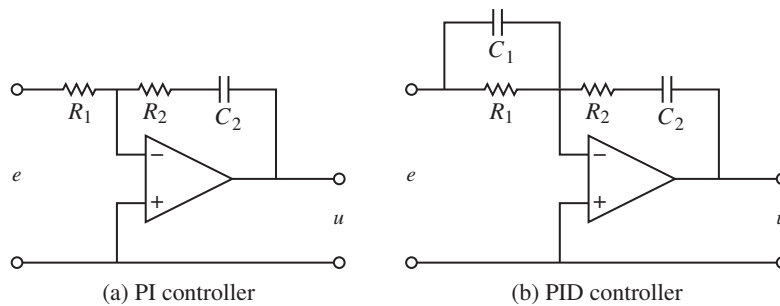 C₁
R₁
R₂
C₂
R₁
R₂
C₂
−
+
−
+
e
u
e
(a) PI controller
(b) PID controller